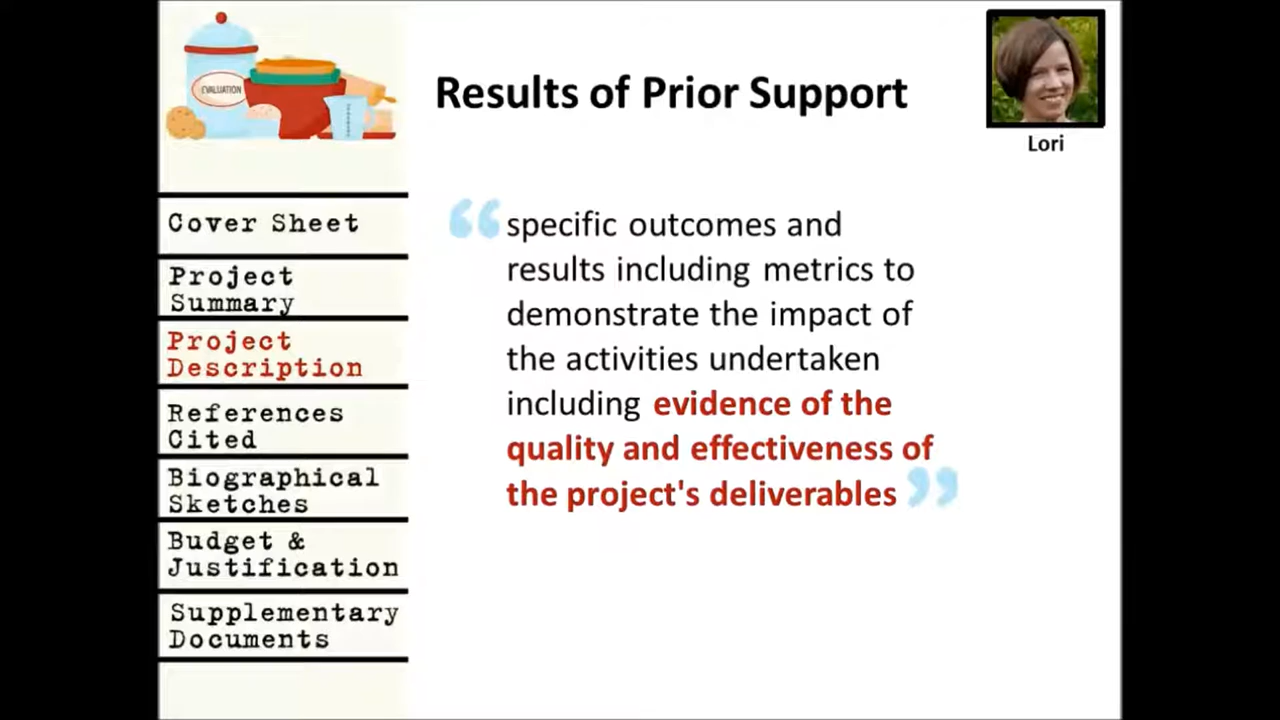 EVALUATION
Results of Prior Support
Lori
Cover Sheet
Project
Summary
Project
Description
References
Cited
Biographical
Sketches
Budget &
Justification
Supplementary
Documents
“specific outcomes and
results including metrics to
demonstrate the impact of
the activities undertaken
including evidence of the
quality and effectiveness of
the project's deliverables”